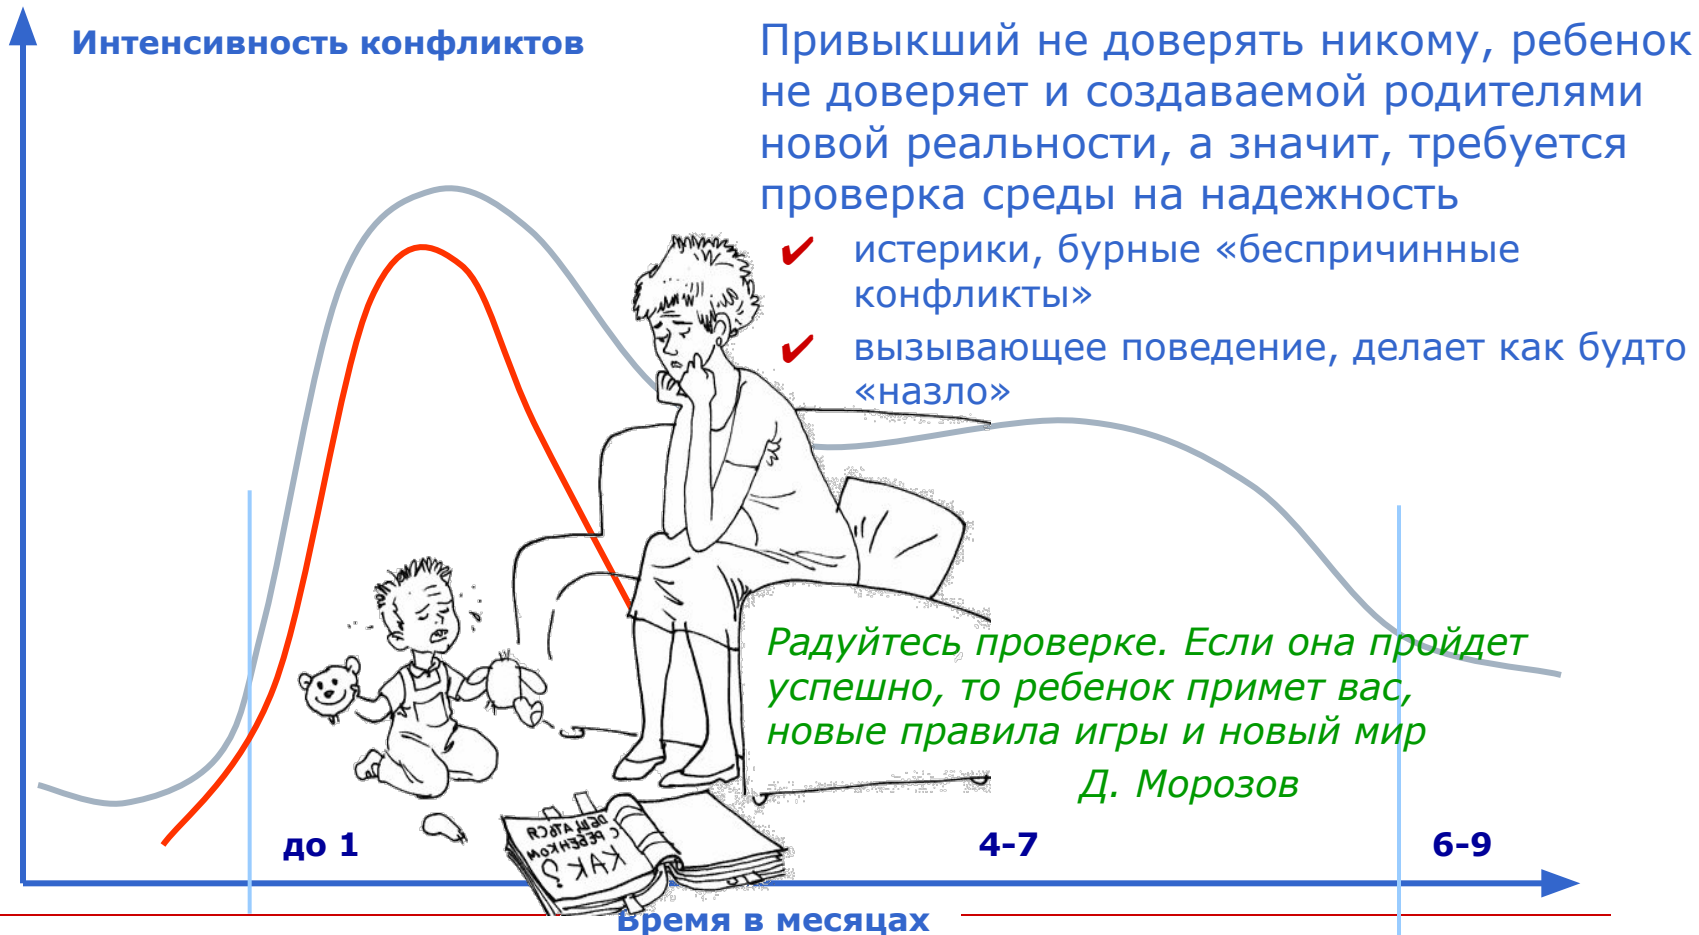 Интенсивность конфликтов
Привыкший не доверять никому, ребенок
не доверяет и создаваемой родителями
новой реальности, а значит, требуется
проверка среды на надежность
✔ истерики, бурные «беспричинные
конфликты»
✔ вызывающее поведение, делает как будто
«назло»
Радуйтесь проверке. Если она пройдет
успешно, то ребенок примет вас,
новые правила игры и новый мир
Д. Морозов
ОБЩАТЬСЯ
С РЕБЕНКОМ
КАК?
до 1
4-7
6-9
Время в месяцах